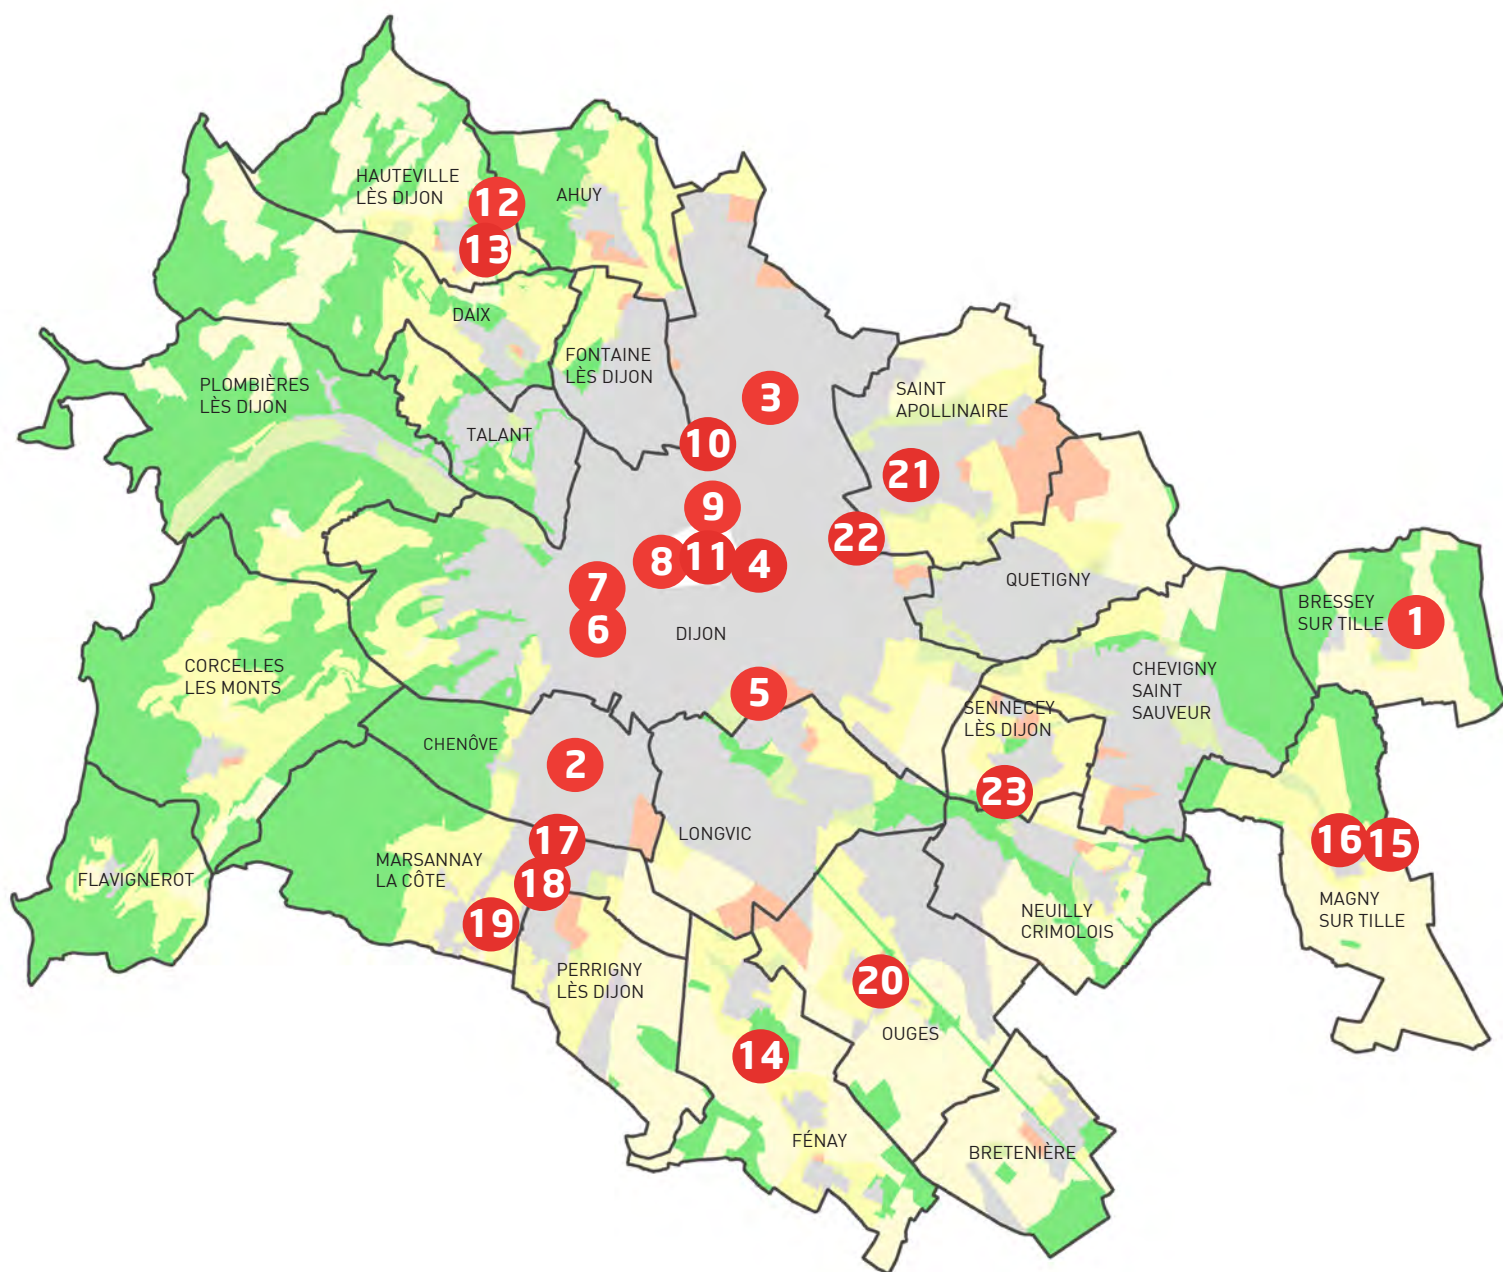 HAUTEVILLE
LÈS DIJON
12
AHUY
13
DAIX
FONTAINE
LÈS DIJON
PLOMBIÈRES
LÈS DIJON
3
SAINT
APOLLINAIRE
TALANT
10
21
9
22
8
11
4
7
QUETIGNY
BRESSEY
SUR TILLE
1
6
DIJON
CORCELLES
LES MONTS
CHEVIGNY
SAINT
SAUVEUR
5
SENNECEY
LÈS DIJON
CHENÔVE
2
23
LONGVIC
17
16
15
MARSANNAY
LA CÔTE
FLAVIGNEROT
18
19
NEUILLY
CRIMOLOIS
MAGNY
SUR TILLE
PERRIGNY
LÈS DIJON
20
OUGES
14
FÉNAY
BRETENIÈRE